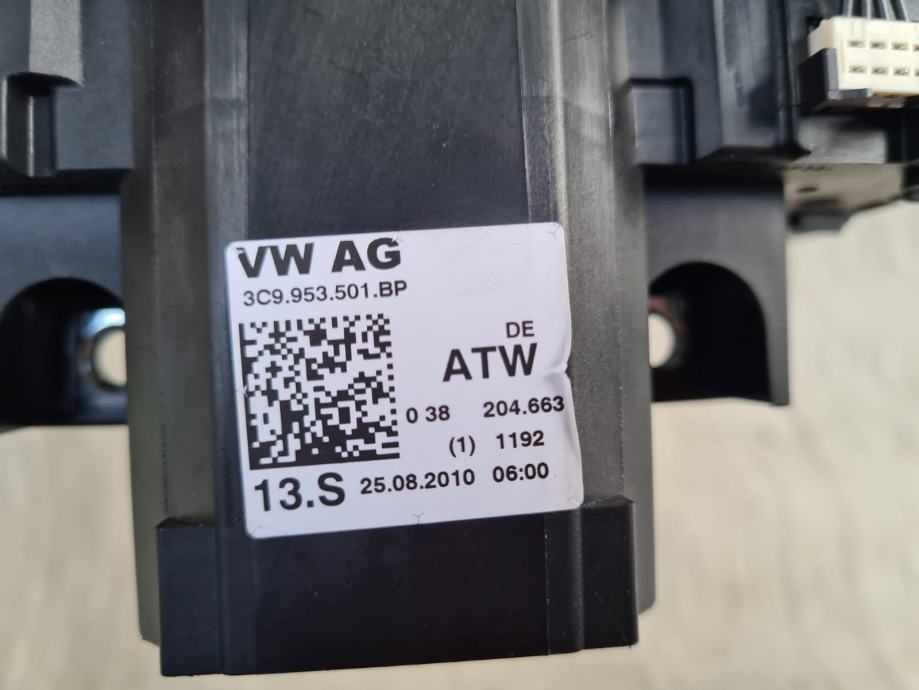 VW AG
3C9.953.501.BP
DE
ATW
0 38 204.663
(1) 1192
13.S 25.08.2010 06:00